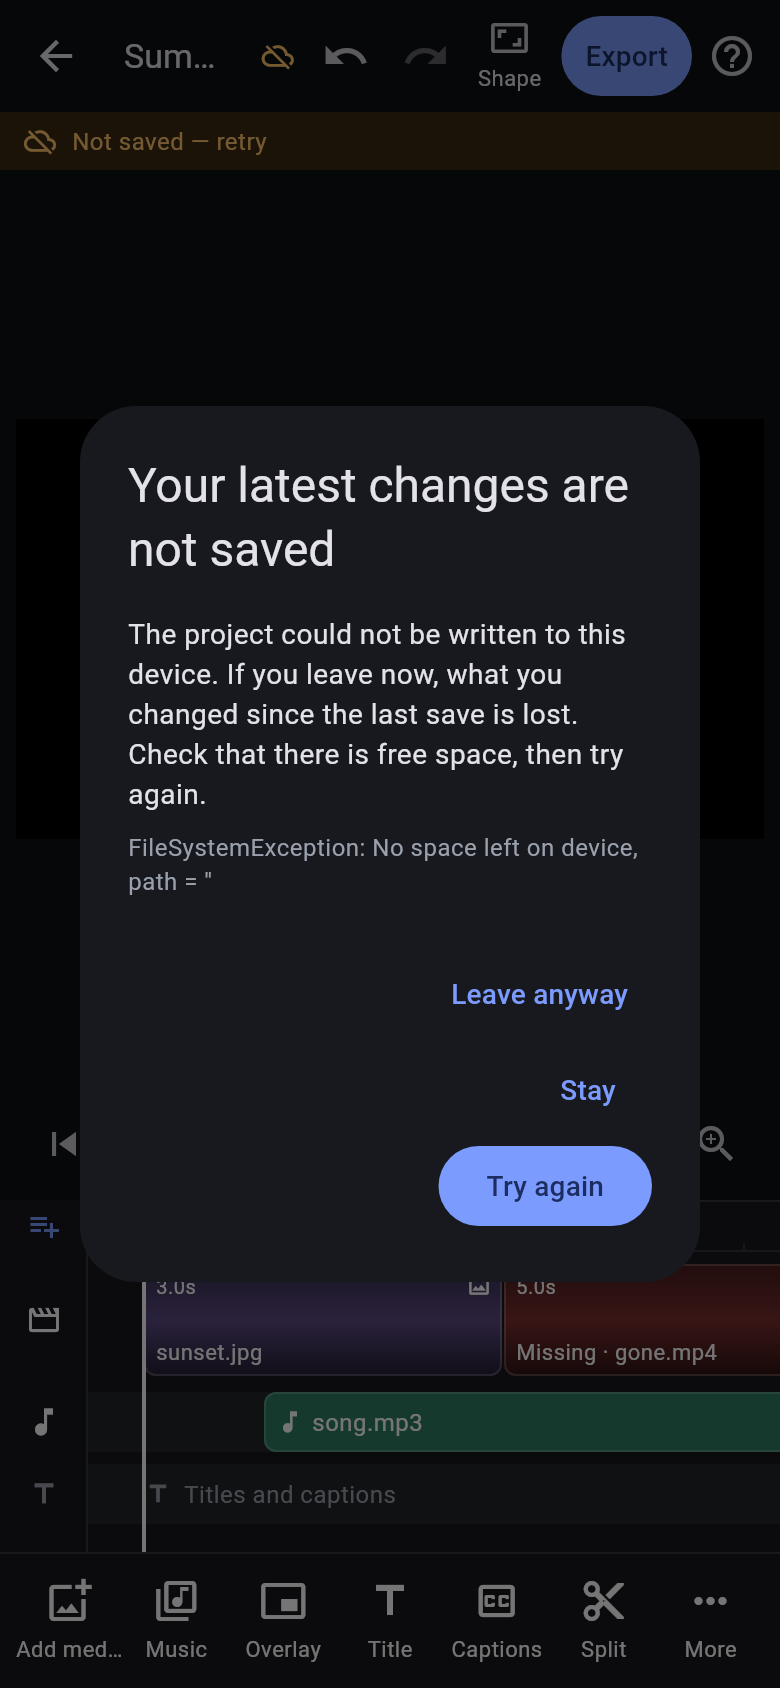 Sum...
Shape
Export
Not saved — retry
Your latest changes are
not saved
The project could not be written to this
device. If you leave now, what you
changed since the last save is lost.
Check that there is free space, then try
again.
FileSystemException: No space left on device,
path = ''
Leave anyway
Stay
Try again
3.0s
5.0s
sunset.jpg
Missing · gone.mp4
song.mp3
Titles and captions
Add med...
Music
Overlay
Title
Captions
Split
More